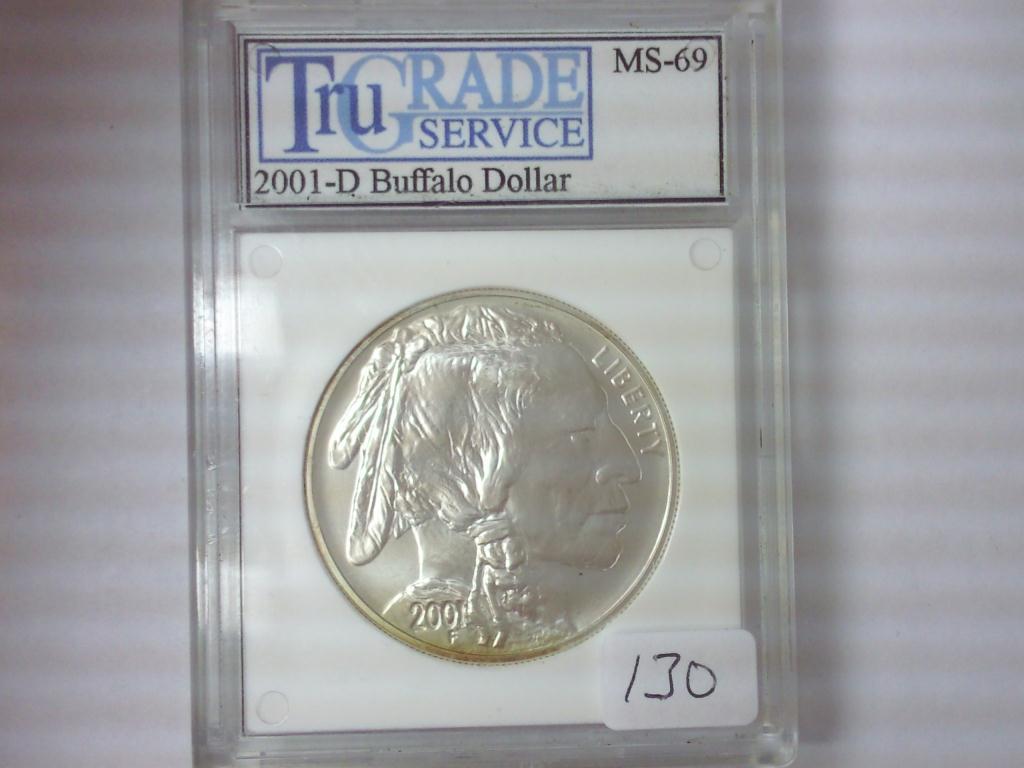 TruGRADE
SERVICE
MS-69
2001-D Buffalo Dollar
LIBERTY
2001
F
130